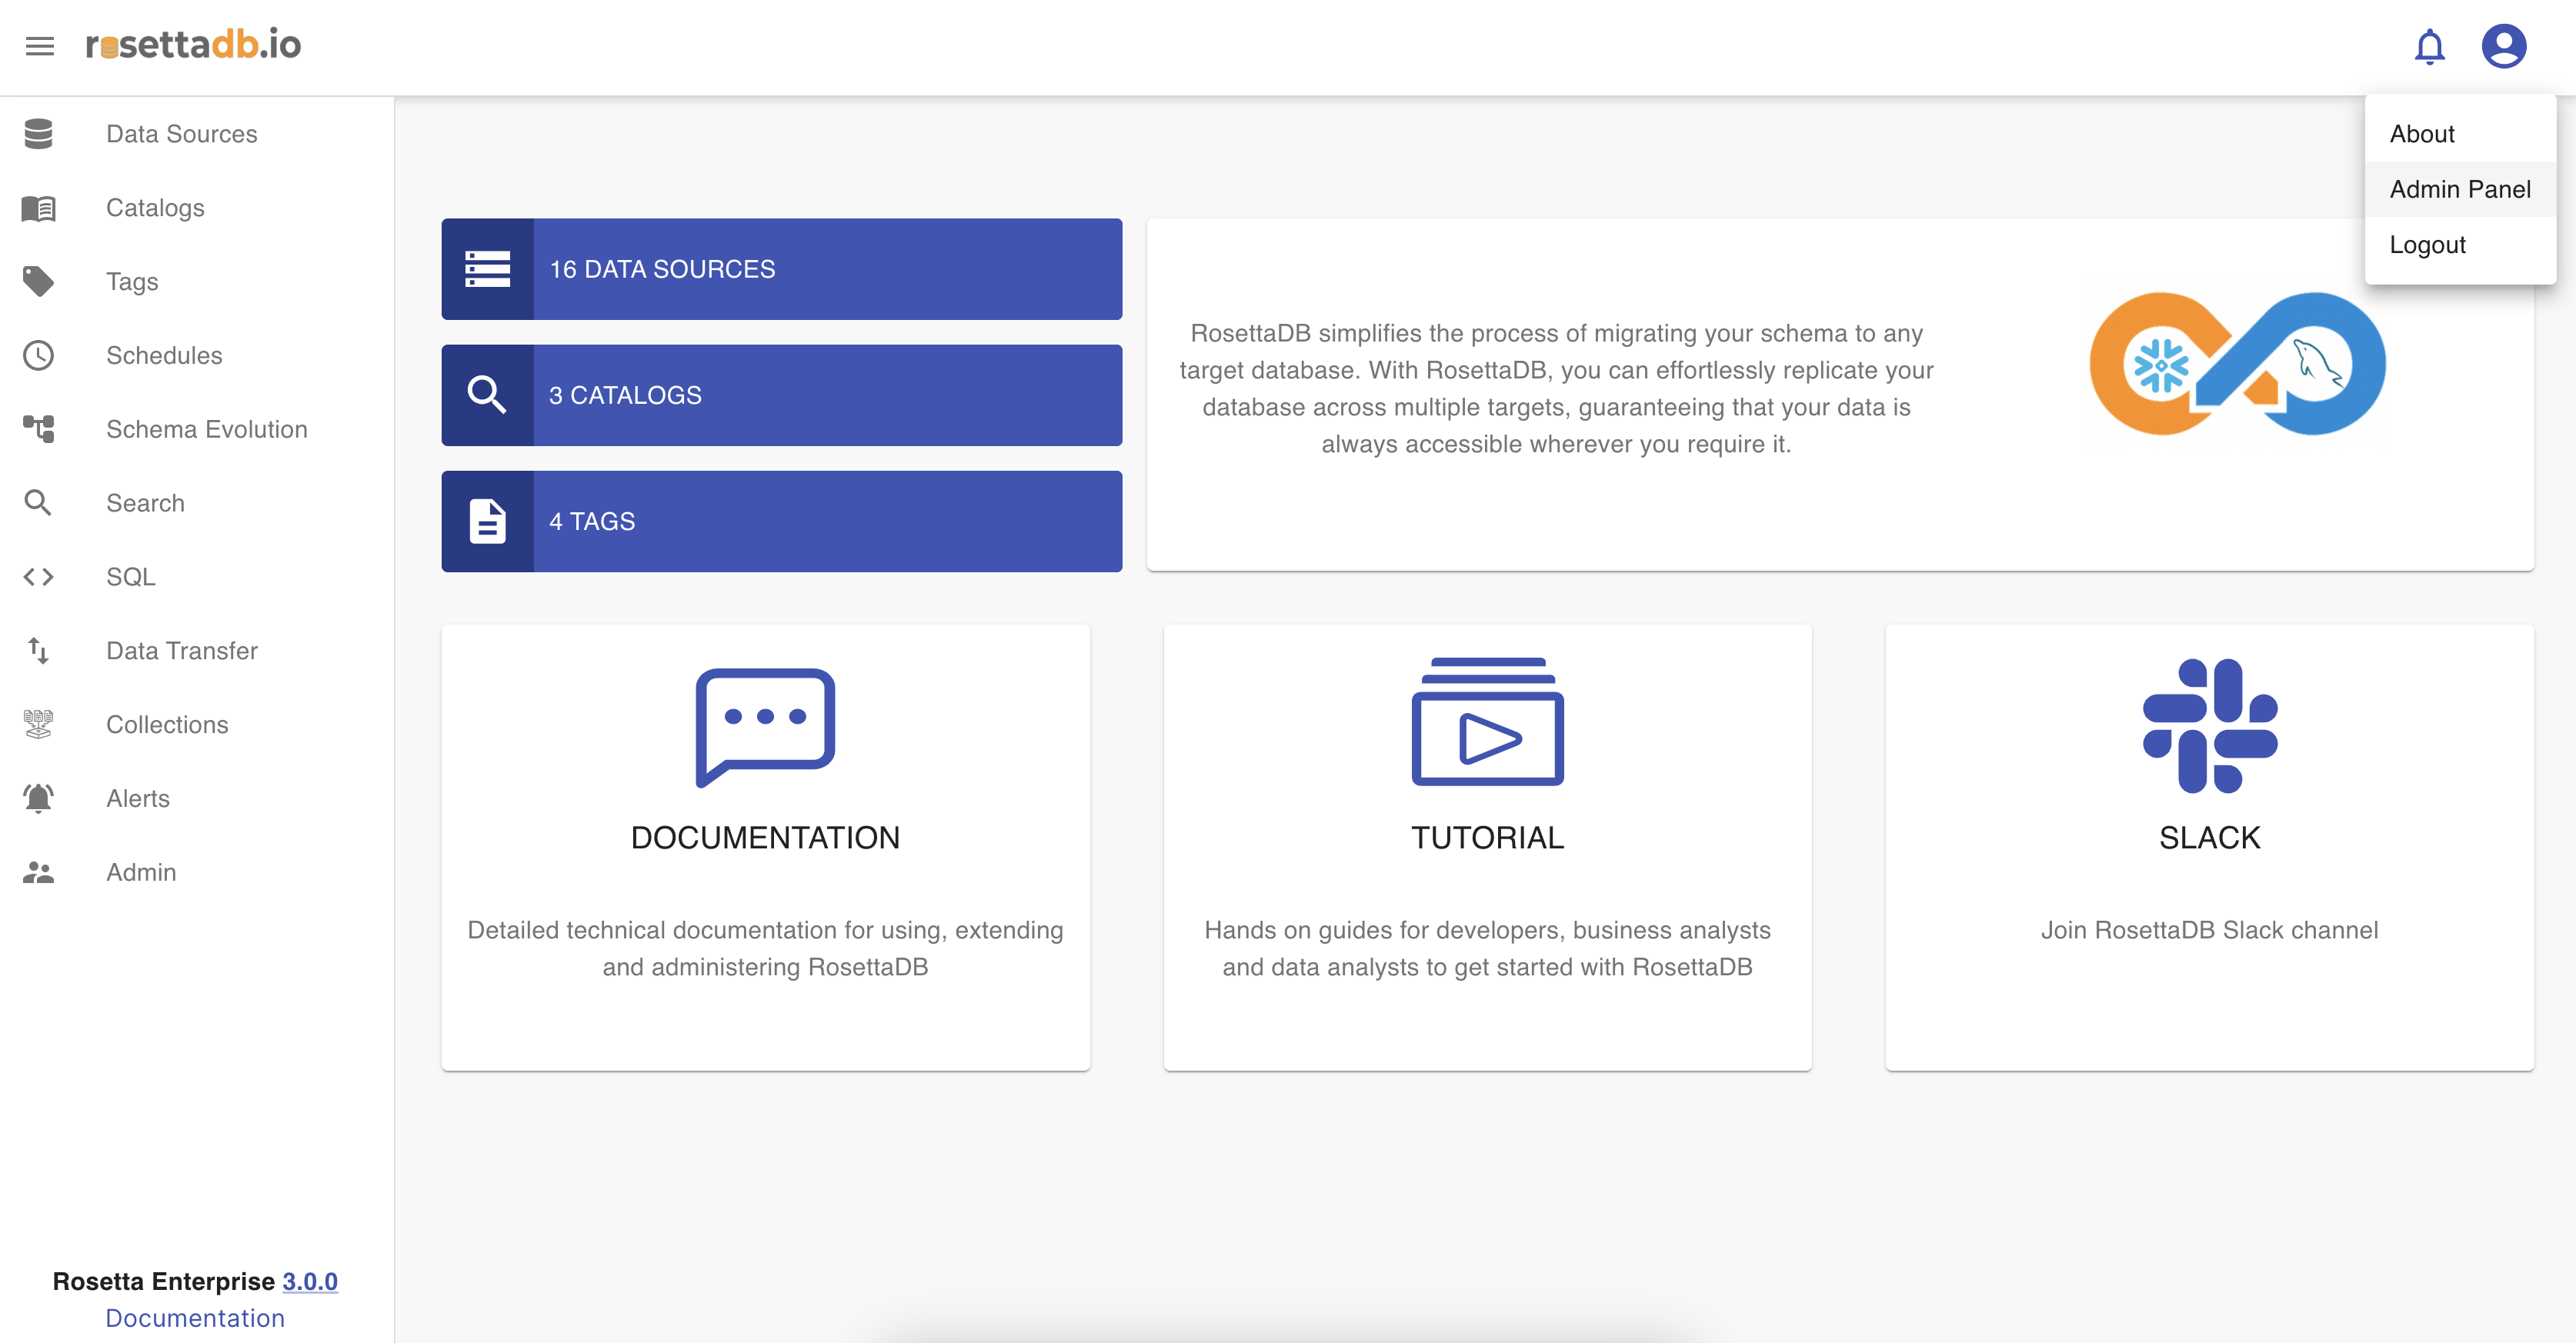 rosettadb.io
About
Admin Panel
Logout
Data Sources
Catalogs
Tags
Schedules
Schema Evolution
Search
SQL
Data Transfer
Collections
Alerts
Admin
16 DATA SOURCES
3 CATALOGS
4 TAGS
RosettaDB simplifies the process of migrating your schema to any
target database. With RosettaDB, you can effortlessly replicate your
database across multiple targets, guaranteeing that your data is
always accessible wherever you require it.
DOCUMENTATION
Detailed technical documentation for using, extending
and administering RosettaDB
TUTORIAL
Hands on guides for developers, business analysts
and data analysts to get started with RosettaDB
SLACK
Join RosettaDB Slack channel
Rosetta Enterprise 3.0.0
Documentation